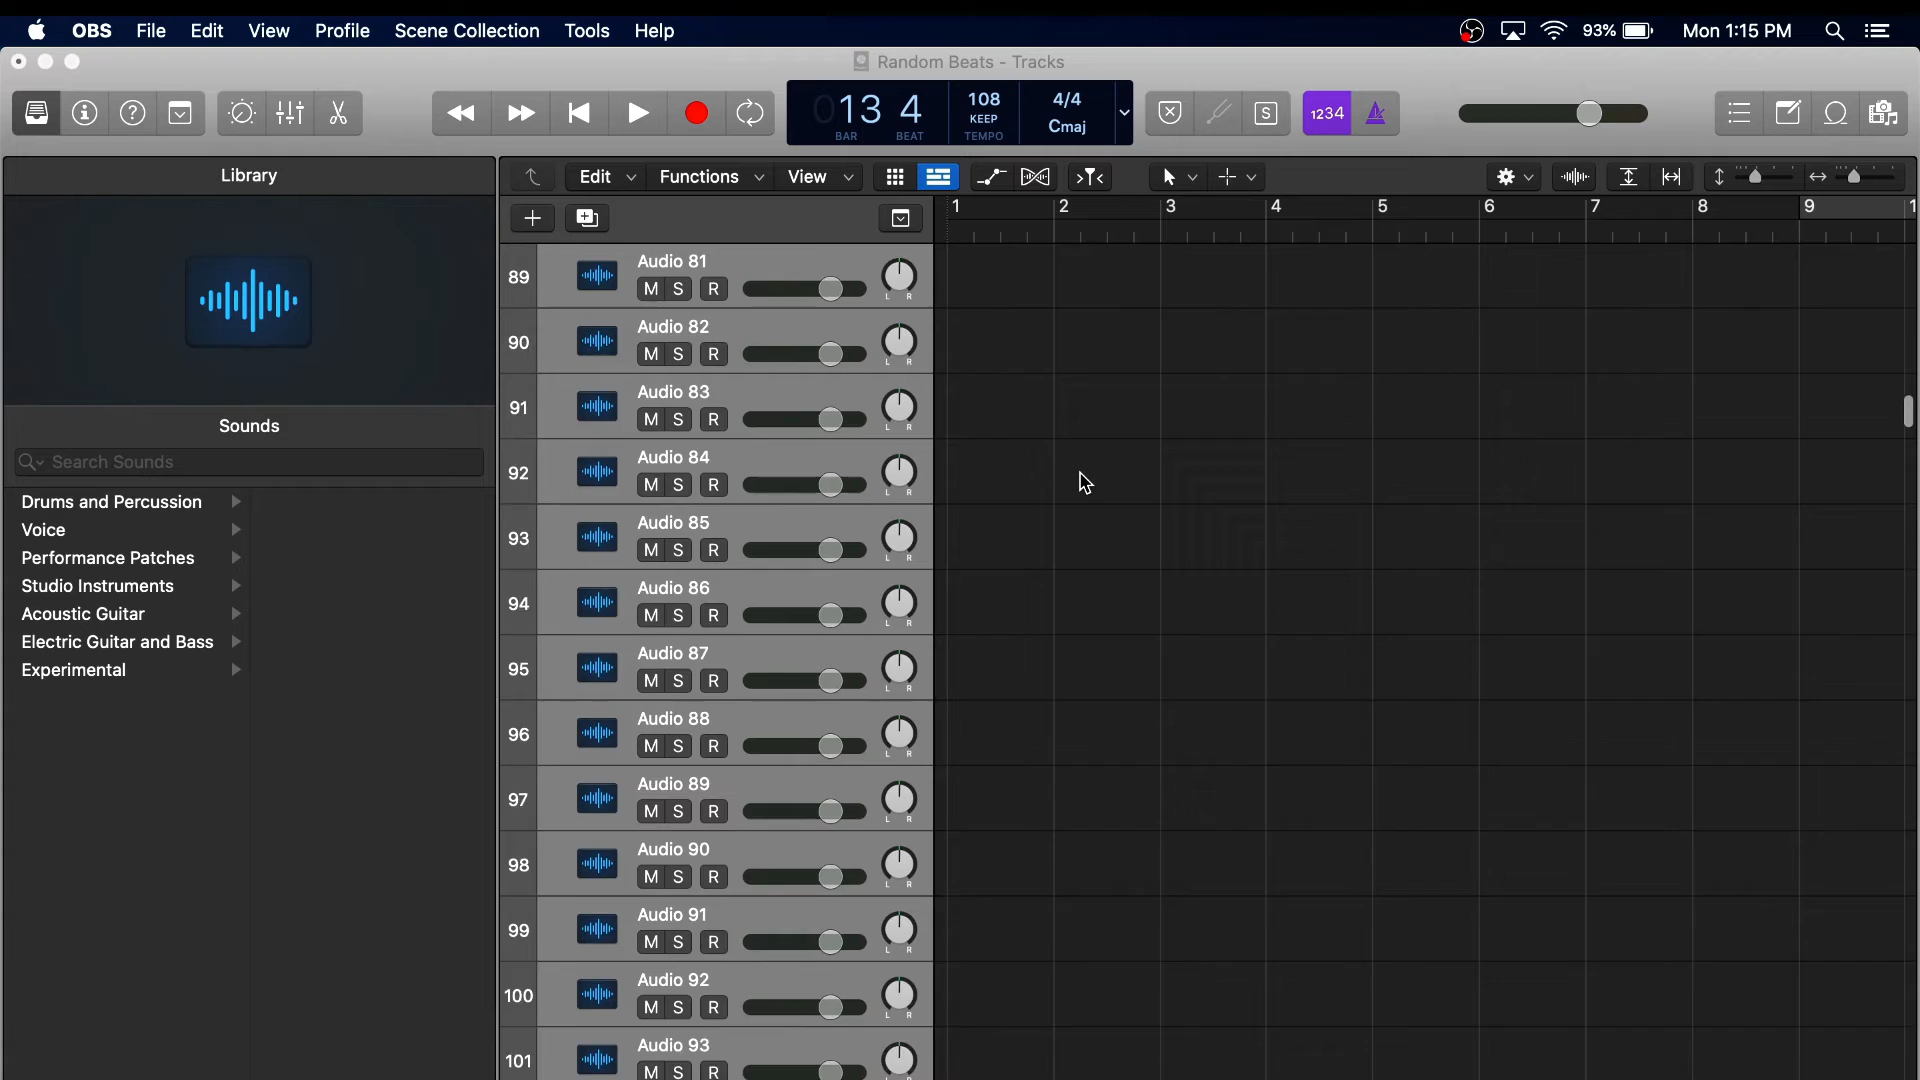 OBS File Edit View Profile Scene Collection Tools Help 93% Mon 1:15 PM
Random Beats - Tracks
013 4 108 KEEP 4/4 Cmaj S 1234
BAR BEAT TEMPO
Library Edit Functions View
1 2 3 4 5 6 7 8 9 1
89 Audio 81 M S R L R
90 Audio 82 M S R L R
91 Audio 83 M S R L R
Sounds
Search Sounds
92 Audio 84 M S R L R
Drums and Percussion
Voice
Performance Patches
Studio Instruments
Acoustic Guitar
Electric Guitar and Bass
Experimental
93 Audio 85 M S R L R
94 Audio 86 M S R L R
95 Audio 87 M S R L R
96 Audio 88 M S R L R
97 Audio 89 M S R L R
98 Audio 90 M S R L R
99 Audio 91 M S R L R
100 Audio 92 M S R L R
101 Audio 93 M S R